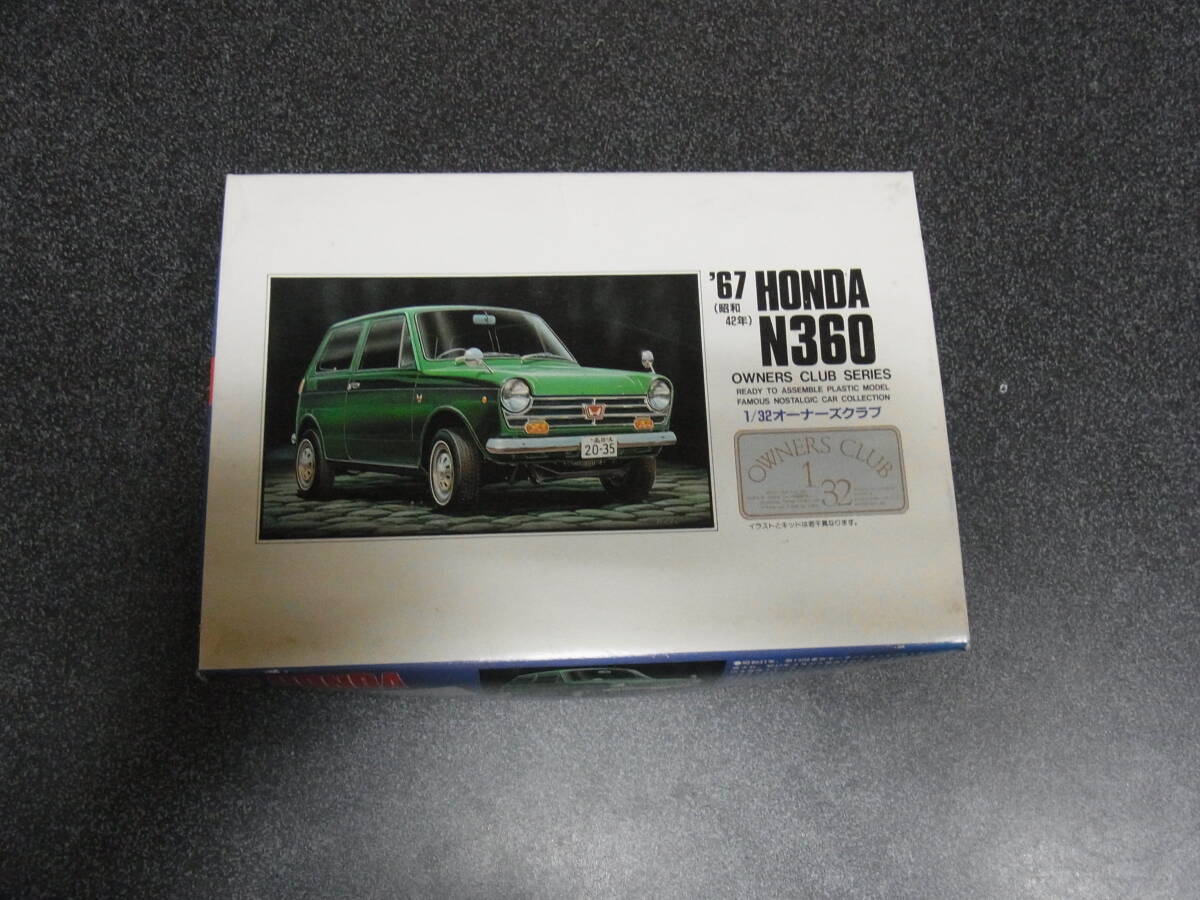 '67 HONDA
(昭和
42年)
N360
OWNERS CLUB SERIES
READY TO ASSEMBLE PLASTIC MODEL
FAMOUS NOSTALGIC CAR COLLECTION
1/32オーナーズクラブ
OWNERS CLUB
1
32
イラストとキットは若干異なります。
20-35
HONDA